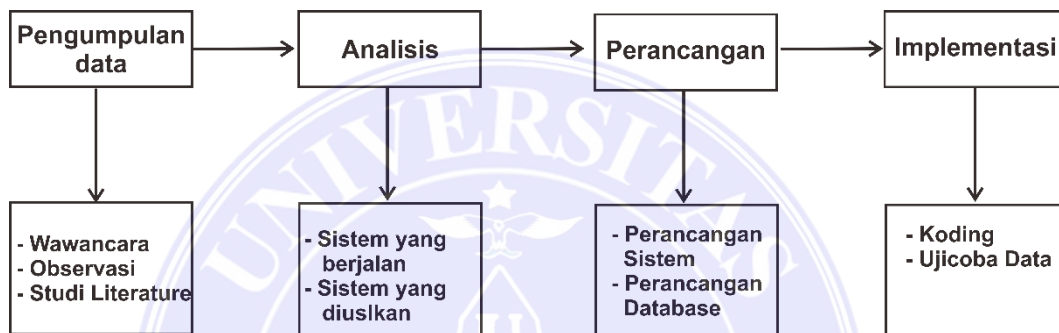 Pengumpulan
data
Analisis
Perancangan
Implementasi
- Wawancara
- Observasi
- Studi Literature
- Sistem yang
berjalan
- Sistem yang
diuslkan
- Perancangan
Sistem
- Perancangan
Database
- Koding
- Ujicoba Data
UNIVERSITAS
U